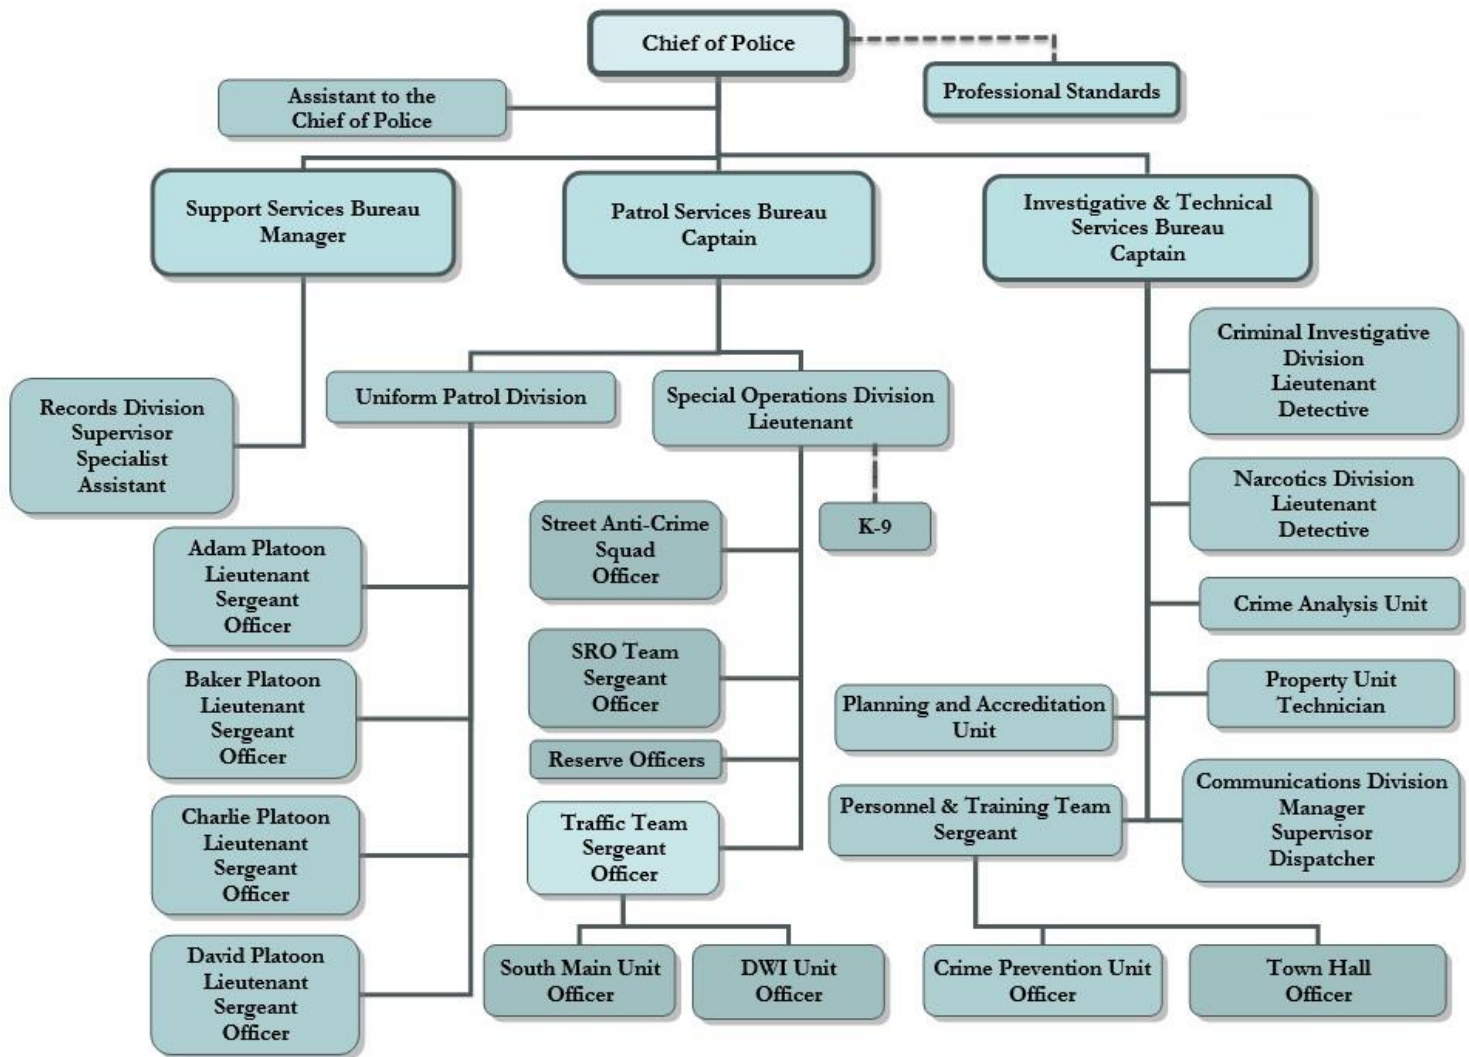 Chief of Police
Professional Standards
Assistant to the
Chief of Police
Support Services Bureau
Manager
Patrol Services Bureau
Captain
Investigative & Technical
Services Bureau
Captain
Records Division
Supervisor
Specialist
Assistant
Uniform Patrol Division
Adam Platoon
Lieutenant
Sergeant
Officer
Baker Platoon
Lieutenant
Sergeant
Officer
Charlie Platoon
Lieutenant
Sergeant
Officer
David Platoon
Lieutenant
Sergeant
Officer
Special Operations Division
Lieutenant
K-9
Street Anti-Crime
Squad
Officer
SRO Team
Sergeant
Officer
Reserve Officers
Traffic Team
Sergeant
Officer
South Main Unit
Officer
DWI Unit
Officer
Criminal Investigative
Division
Lieutenant
Detective
Narcotics Division
Lieutenant
Detective
Crime Analysis Unit
Property Unit
Technician
Planning and Accreditation
Unit
Communications Division
Manager
Supervisor
Dispatcher
Personnel & Training Team
Sergeant
Crime Prevention Unit
Officer
Town Hall
Officer